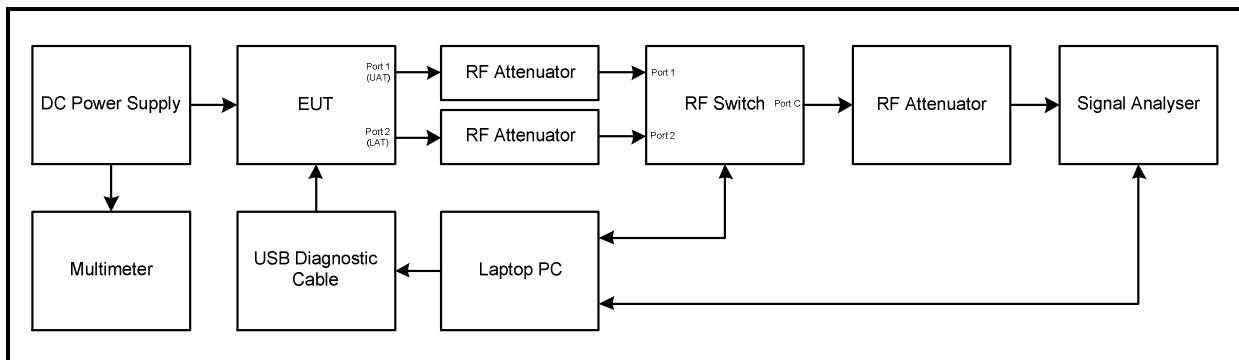 DC Power Supply
EUT
Port 1
(UAT)
Port 2
(LAT)
RF Attenuator
RF Attenuator
Port 1
Port 2
RF Switch
Port C
RF Attenuator
Signal Analyser
Multimeter
USB Diagnostic
Cable
Laptop PC